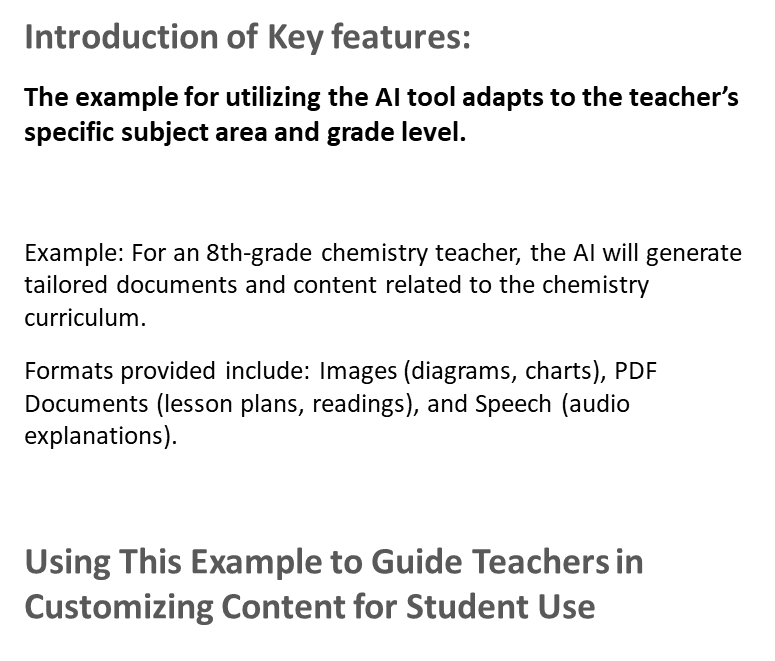 Introduction of Key features:
The example for utilizing the AI tool adapts to the teacher’s
specific subject area and grade level.
Example: For an 8th-grade chemistry teacher, the AI will generate
tailored documents and content related to the chemistry
curriculum.
Formats provided include: Images (diagrams, charts), PDF
Documents (lesson plans, readings), and Speech (audio
explanations).
Using This Example to Guide Teachers in
Customizing Content for Student Use